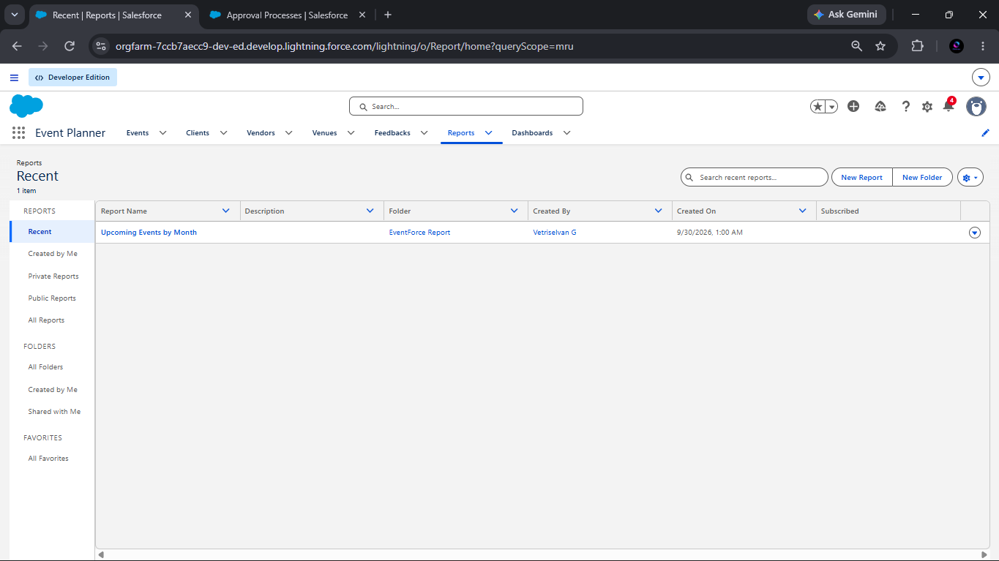 Recent | Reports | Salesforce
Approval Processes | Salesforce
Ask Gemini
orgfarm-7ccb7aecc9-dev-ed.develop.lightning.force.com/lightning/o/Report/home?queryScope=mru
Developer Edition
Search...
4
Event Planner
Events
Clients
Vendors
Venues
Feedbacks
Reports
Dashboards
Reports
Recent
1 item
Search recent reports...
New Report
New Folder
REPORTS
Recent
Created by Me
Private Reports
Public Reports
All Reports
FOLDERS
All Folders
Created by Me
Shared with Me
FAVORITES
All Favorites
Report Name Description Folder Created By Created On Subscribed
Upcoming Events by Month EventForce Report Vetriselvan G 9/30/2026, 1:00 AM